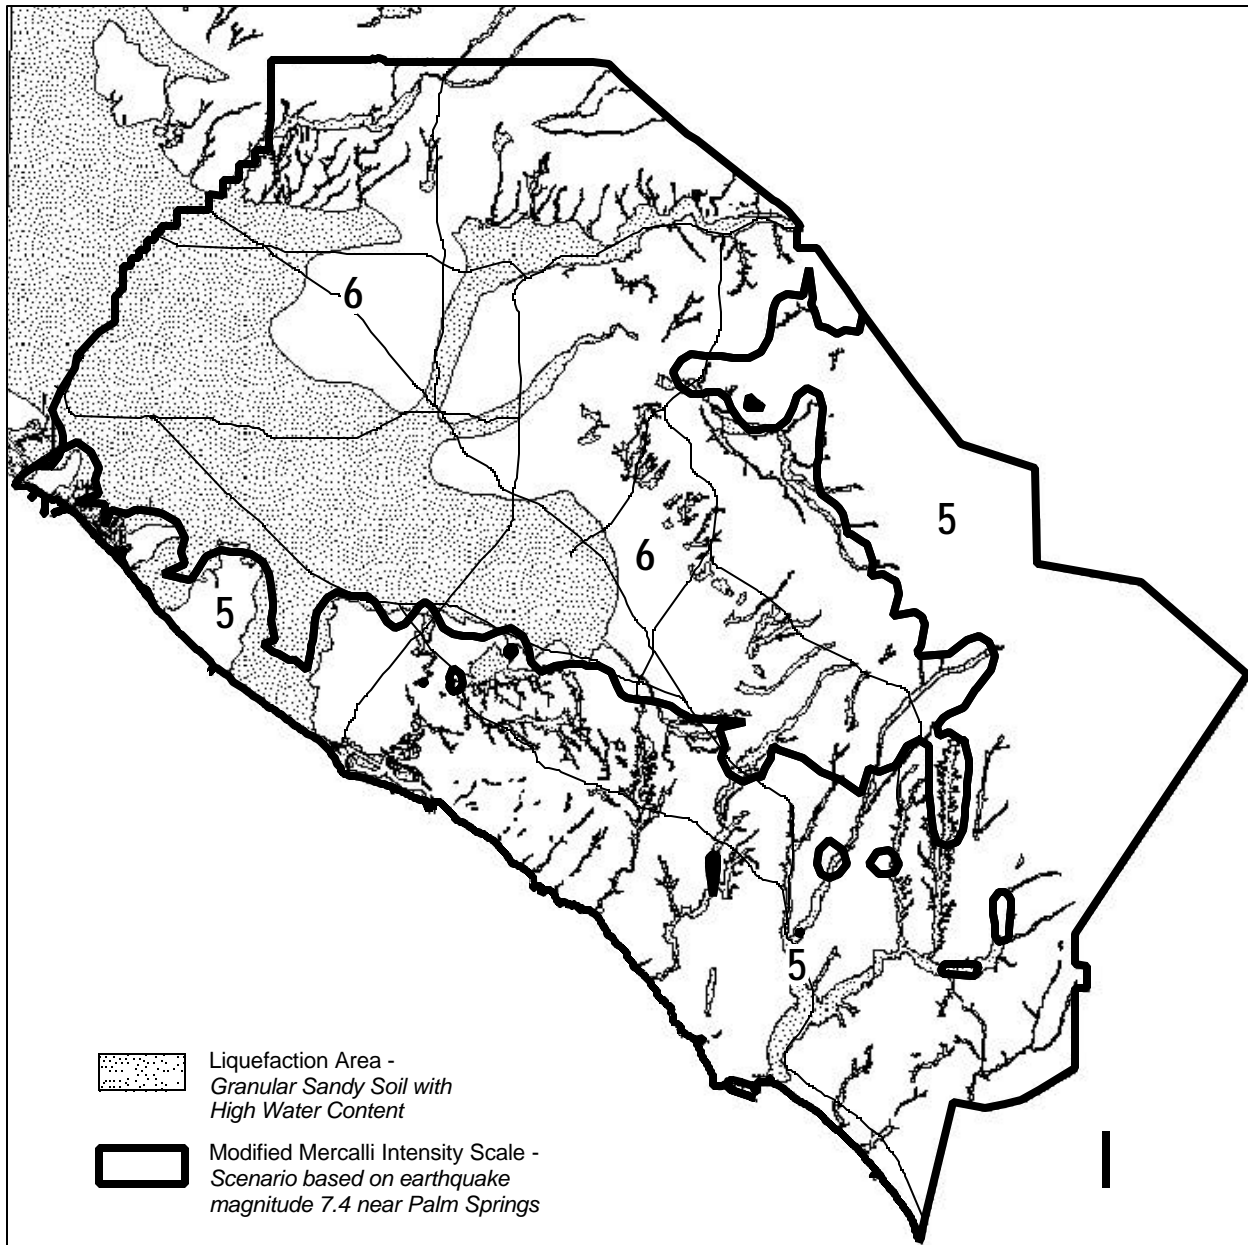 6
5
6
5
5
Liquefaction Area -
Granular Sandy Soil with
High Water Content
Modified Mercalli Intensity Scale -
Scenario based on earthquake
magnitude 7.4 near Palm Springs